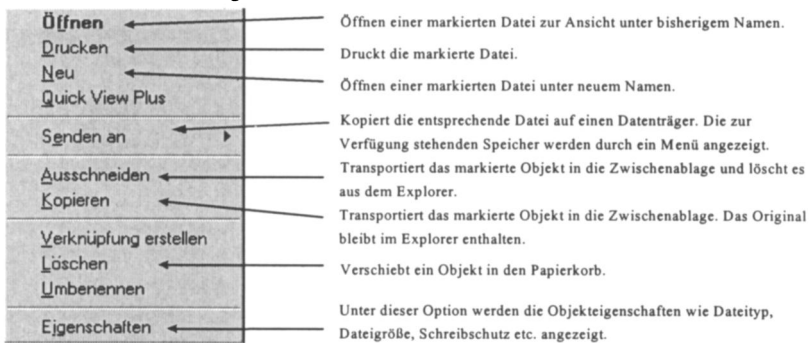 Öffnen
Öffnen einer markierten Datei zur Ansicht unter bisherigem Namen.
Drucken
Druckt die markierte Datei.
Neu
Öffnen einer markierten Datei unter neuem Namen.
Quick View Plus
Senden an
Kopiert die entsprechende Datei auf einen Datenträger. Die zur
Verfügung stehenden Speicher werden durch ein Menü angezeigt.
Ausschneiden
Transportiert das markierte Objekt in die Zwischenablage und löscht es
aus dem Explorer.
Kopieren
Transportiert das markierte Objekt in die Zwischenablage. Das Original
bleibt im Explorer enthalten.
Verknüpfung erstellen
Löschen
Verschiebt ein Objekt in den Papierkorb.
Umbenennen
Eigenschaften
Unter dieser Option werden die Objekteigenschaften wie Dateityp,
Dateigröße, Schreibschutz etc. angezeigt.